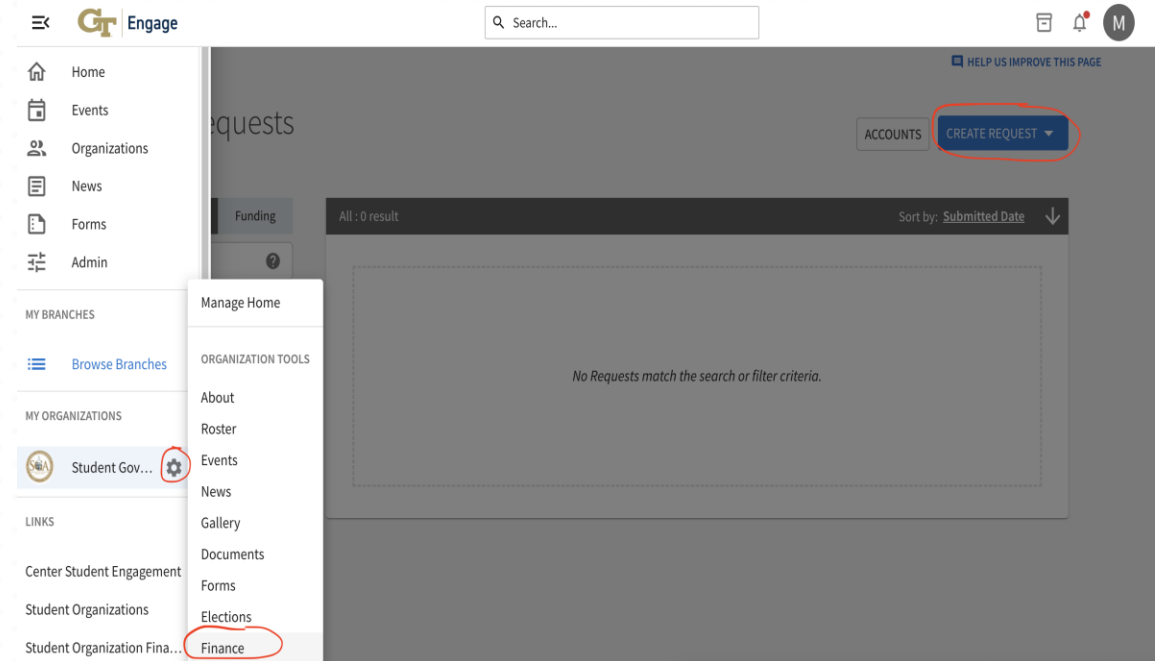 GT Engage
Search...
M
Home
Events
Organizations
News
Forms
Admin
MY BRANCHES
Browse Branches
MY ORGANIZATIONS
SGA
Student Gov...
LINKS
Center Student Engagement
Student Organizations
Student Organization Fina...
Manage Home
ORGANIZATION TOOLS
About
Roster
Events
News
Gallery
Documents
Forms
Elections
Finance
HELP US IMPROVE THIS PAGE
equests
ACCOUNTS
CREATE REQUEST
Funding
?
All : 0 result
Sort by: Submitted Date
No Requests match the search or filter criteria.